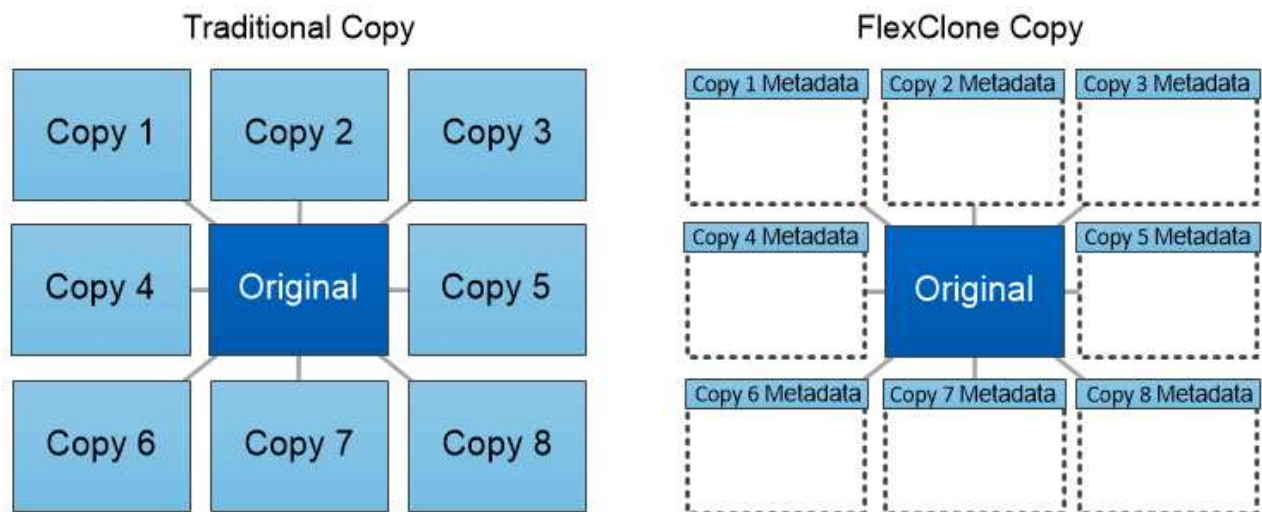 Traditional Copy
Copy 1
Copy 2
Copy 3
Copy 4
Original
Copy 5
Copy 6
Copy 7
Copy 8
FlexClone Copy
Copy 1 Metadata
Copy 2 Metadata
Copy 3 Metadata
Copy 4 Metadata
Original
Copy 5 Metadata
Copy 6 Metadata
Copy 7 Metadata
Copy 8 Metadata